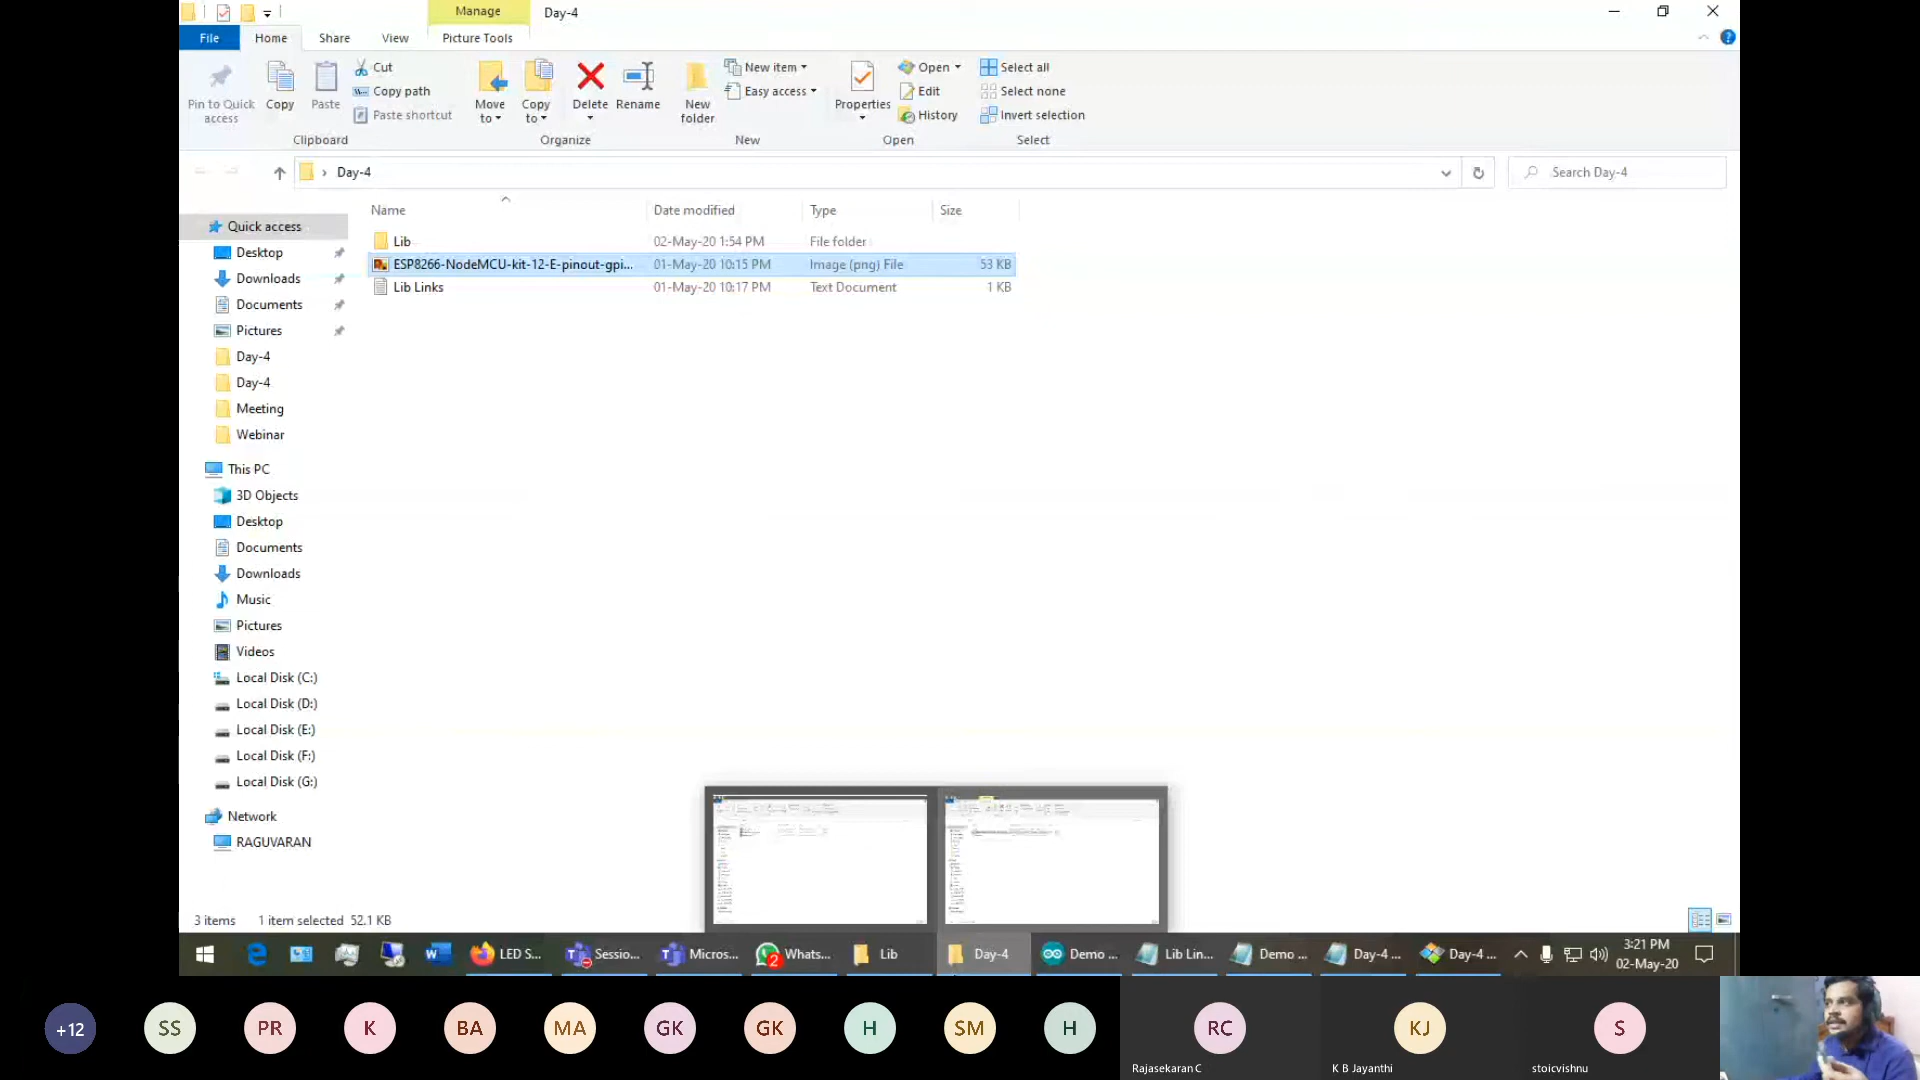 Manage
Day-4
File
Home
Share
View
Picture Tools
Pin to Quick access
Copy
Paste
Cut
Copy path
Paste shortcut
Clipboard
Move to
Copy to
Delete
Rename
Organize
New folder
New item
Easy access
New
Properties
Open
Edit
History
Open
Select all
Select none
Invert selection
Select
Day-4
Search Day-4
Name
Date modified
Type
Size
Lib
02-May-20 1:54 PM
File folder
ESP8266-NodeMCU-kit-12-E-pinout-gpi...
01-May-20 10:15 PM
Image (png) File
53 KB
Lib Links
01-May-20 10:17 PM
Text Document
1 KB
Quick access
Desktop
Downloads
Documents
Pictures
Day-4
Day-4
Meeting
Webinar
This PC
3D Objects
Desktop
Documents
Downloads
Music
Pictures
Videos
Local Disk (C:)
Local Disk (D:)
Local Disk (E:)
Local Disk (F:)
Local Disk (G:)
Network
RAGUVARAN
3 items
1 item selected 52.1 KB
LED S...
Sessio...
Micros...
2
Whats...
Lib
Day-4
Demo ...
Lib Lin...
Demo ...
Day-4 ...
Day-4 ...
3:21 PM
02-May-20
+12
SS
PR
K
BA
MA
GK
GK
H
SM
H
RC
Rajasekaran C
KJ
K B Jayanthi
S
stoicvishnu